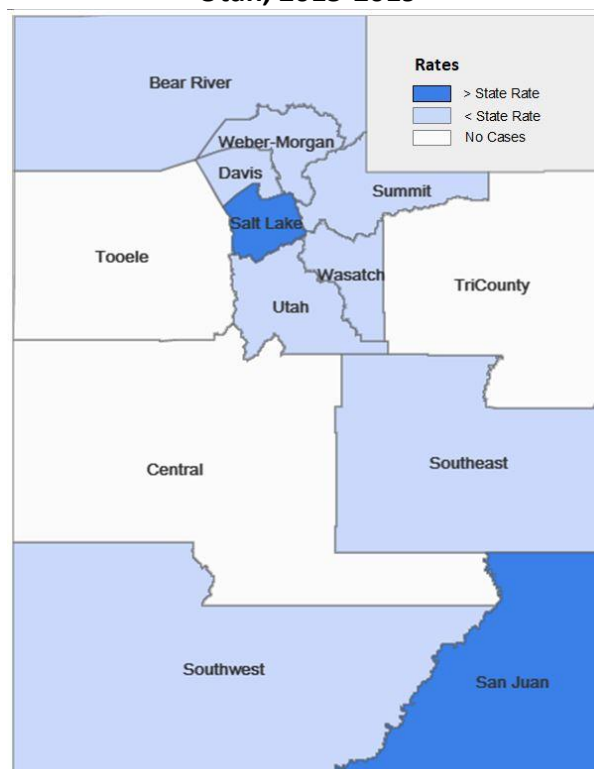 Utah,
Rates
> State Rate
< State Rate
No Cases
Bear River
Weber-Morgan
Davis
Summit
Salt Lake
Tooele
Wasatch
TriCounty
Utah
Central
Southeast
Southwest
San Juan